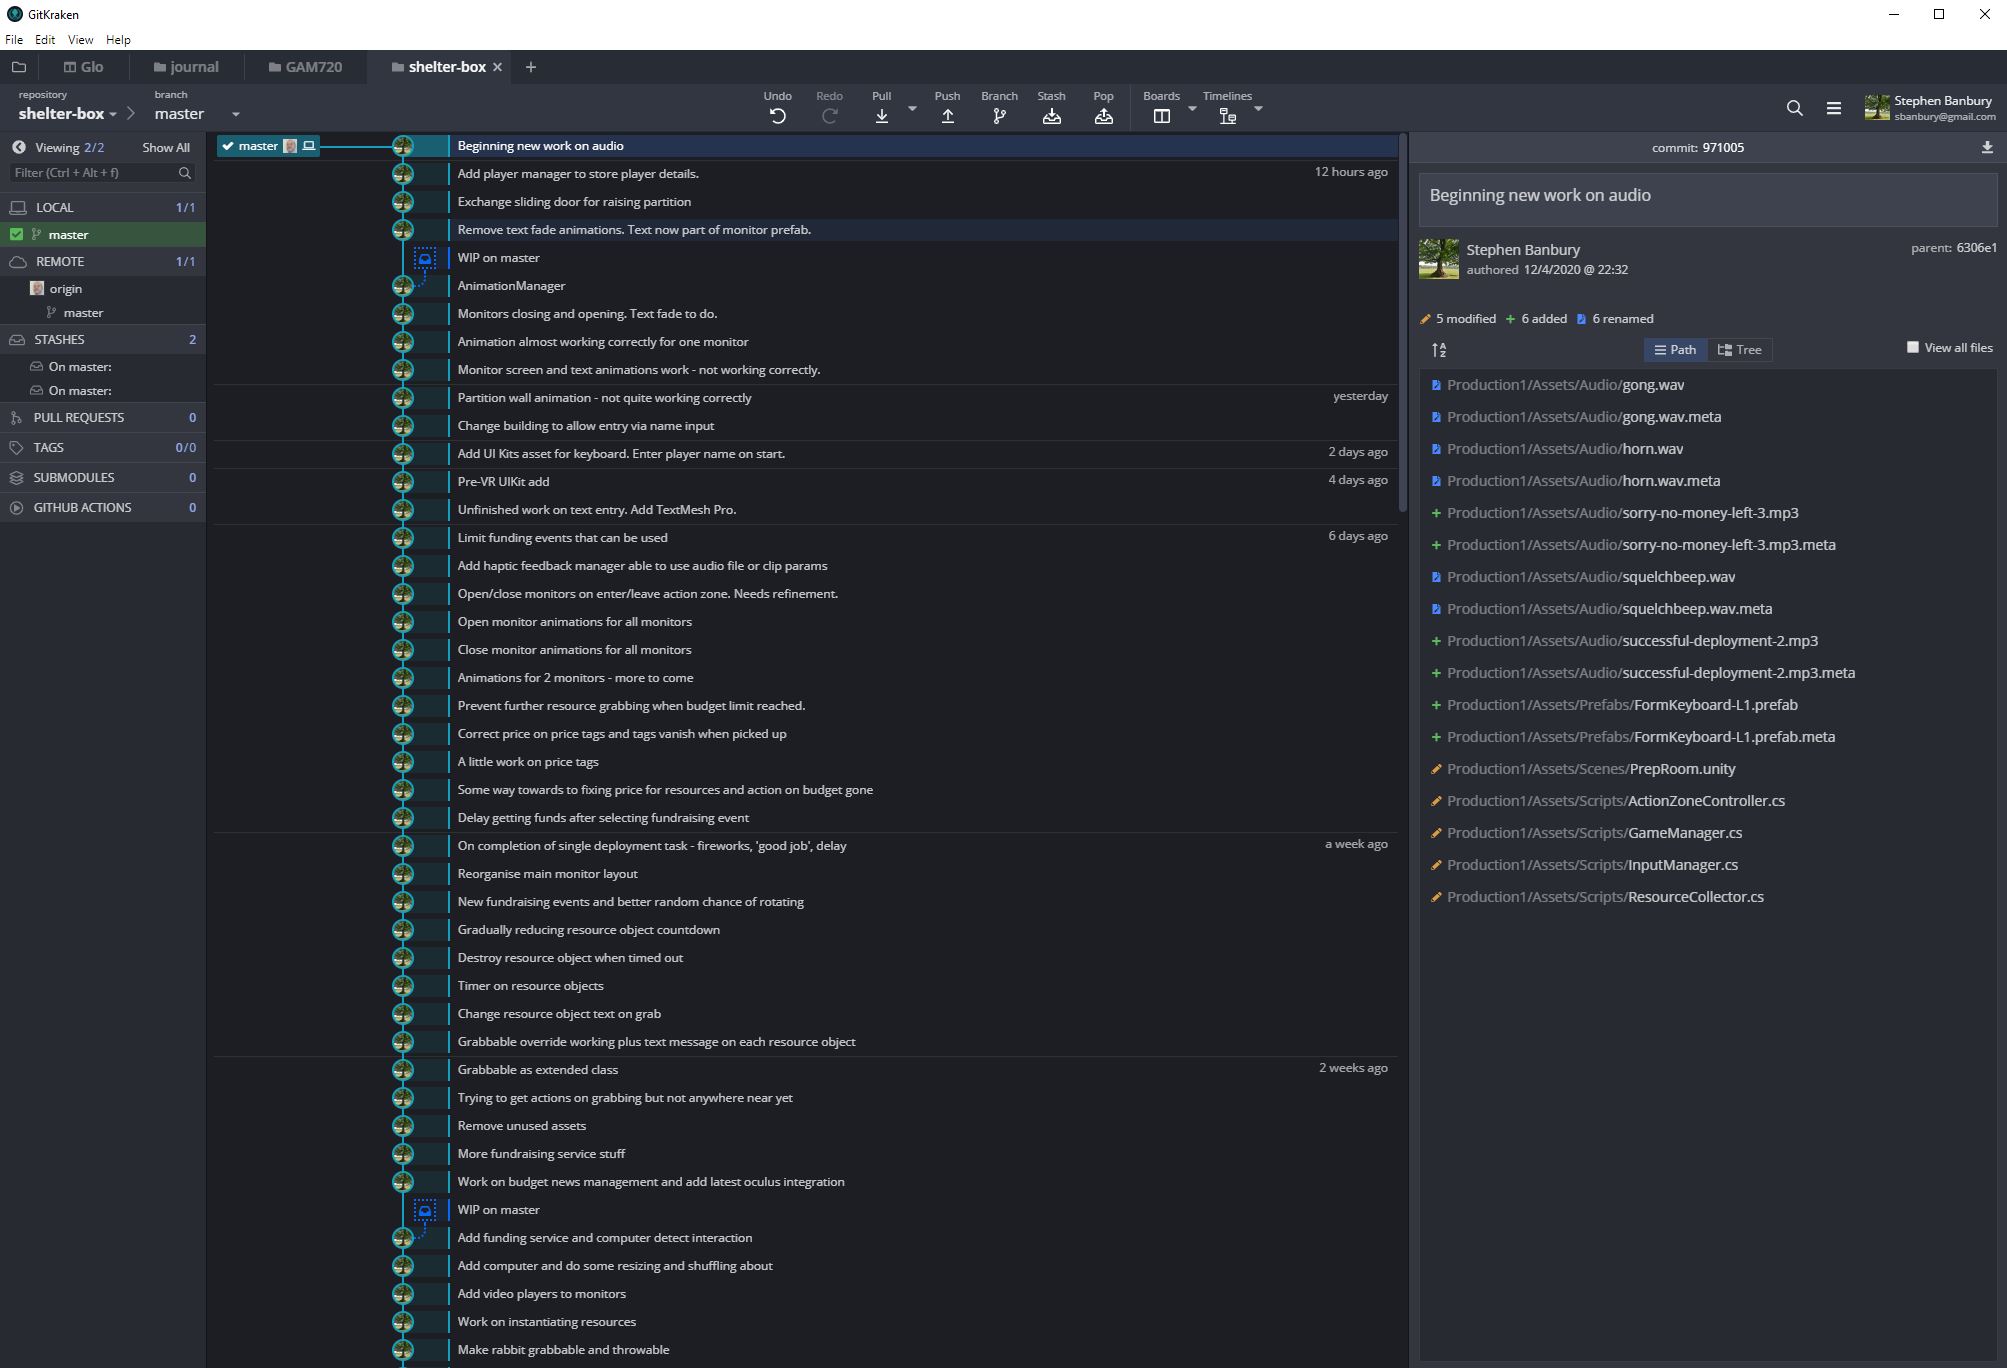 GitKraken
File Edit View Help
Glo journal GAM720 shelter-box
repository branch
shelter-box master
Undo Redo Pull Push Branch Stash Pop Boards Timelines
Stephen Banbury
sbanbury@gmail.com
Viewing 2/2 Show All
Filter (Ctrl + Alt + f)
LOCAL 1/1
master
REMOTE 1/1
origin
master
STASHES 2
On master:
On master:
PULL REQUESTS 0
TAGS 0/0
SUBMODULES 0
GITHUB ACTIONS 0
master Beginning new work on audio
Add player manager to store player details. 12 hours ago
Exchange sliding door for raising partition
Remove text fade animations. Text now part of monitor prefab.
WIP on master
AnimationManager
Monitors closing and opening. Text fade to do.
Animation almost working correctly for one monitor
Monitor screen and text animations work - not working correctly.
Partition wall animation - not quite working correctly yesterday
Change building to allow entry via name input
Add UI Kits asset for keyboard. Enter player name on start. 2 days ago
Pre-VR UIKit add 4 days ago
Unfinished work on text entry. Add TextMesh Pro.
Limit funding events that can be used 6 days ago
Add haptic feedback manager able to use audio file or clip params
Open/close monitors on enter/leave action zone. Needs refinement.
Open monitor animations for all monitors
Close monitor animations for all monitors
Animations for 2 monitors - more to come
Prevent further resource grabbing when budget limit reached.
Correct price on price tags and tags vanish when picked up
A little work on price tags
Some way towards to fixing price for resources and action on budget gone
Delay getting funds after selecting fundraising event
On completion of single deployment task - fireworks, 'good job', delay a week ago
Reorganise main monitor layout
New fundraising events and better random chance of rotating
Gradually reducing resource object countdown
Destroy resource object when timed out
Timer on resource objects
Change resource object text on grab
Grabbable override working plus text message on each resource object
Grabbable as extended class 2 weeks ago
Trying to get actions on grabbing but not anywhere near yet
Remove unused assets
More fundraising service stuff
Work on budget news management and add latest oculus integration
WIP on master
Add funding service and computer detect interaction
Add computer and do some resizing and shuffling about
Add video players to monitors
Work on instantiating resources
Make rabbit grabbable and throwable
commit: 971005
Beginning new work on audio
Stephen Banbury
authored 12/4/2020 @ 22:32
parent: 6306e1
5 modified + 6 added 6 renamed
Path Tree View all files
Production1/Assets/Audio/gong.wav
Production1/Assets/Audio/gong.wav.meta
Production1/Assets/Audio/horn.wav
Production1/Assets/Audio/horn.wav.meta
+ Production1/Assets/Audio/sorry-no-money-left-3.mp3
+ Production1/Assets/Audio/sorry-no-money-left-3.mp3.meta
Production1/Assets/Audio/squelchbeep.wav
Production1/Assets/Audio/squelchbeep.wav.meta
+ Production1/Assets/Audio/successful-deployment-2.mp3
+ Production1/Assets/Audio/successful-deployment-2.mp3.meta
+ Production1/Assets/Prefabs/FormKeyboard-L1.prefab
+ Production1/Assets/Prefabs/FormKeyboard-L1.prefab.meta
Production1/Assets/Scenes/PrepRoom.unity
Production1/Assets/Scripts/ActionZoneController.cs
Production1/Assets/Scripts/GameManager.cs
Production1/Assets/Scripts/InputManager.cs
Production1/Assets/Scripts/ResourceCollector.cs